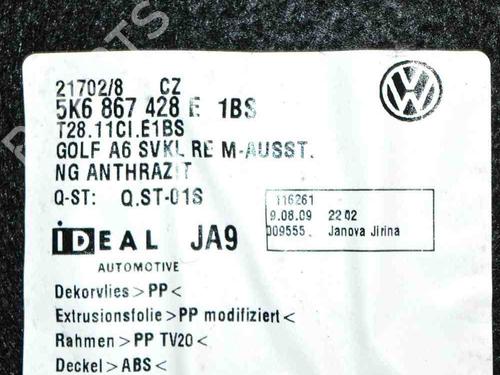 21702/8 CZ
5K6 867 428 E 1BS
T28.11CI.E1BS
GOLF A6 SVKL RE M-AUSST.
NG ANTHRAZIT
Q-ST: Q.ST-01S
116261
9.08.09 22 02
009555. Janova Jirina
iDEAL JA9
AUTOMOTIVE
Dekorvlies>PP<
Extrusionsfolie>PP modifiziert<
Rahmen>PP TV20<
Deckel>ABS<